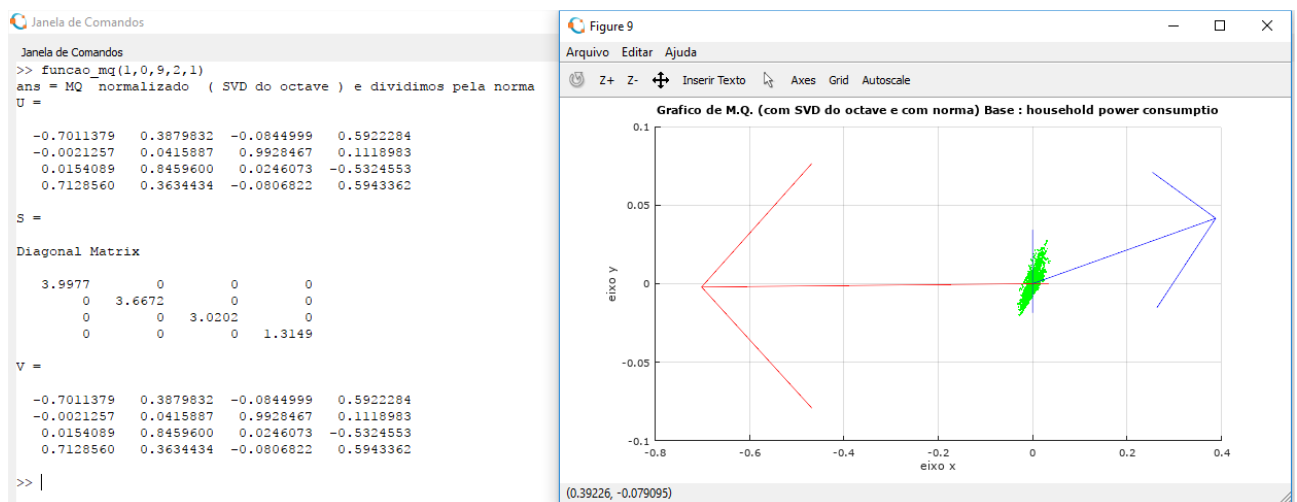 Janela de Comandos
Janela de Comandos
>> funcao_mq(1,0,9,2,1)
ans = MQ  normalizado  ( SVD do octave ) e dividimos pela norma
U =
-0.7011379 0.3879832 -0.0844999 0.5922284
-0.0021257 0.0415887 0.9928467 0.1118983
0.0154089 0.8459600 0.0246073 -0.5324553
0.7128560 0.3634434 -0.0806822 0.5943362
S =
Diagonal Matrix
3.9977 0 0 0
0 3.6672 0 0
0 0 3.0202 0
0 0 0 1.3149
V =
-0.7011379 0.3879832 -0.0844999 0.5922284
-0.0021257 0.0415887 0.9928467 0.1118983
0.0154089 0.8459600 0.0246073 -0.5324553
0.7128560 0.3634434 -0.0806822 0.5943362
>>
Figure 9
Arquivo Editar Ajuda
Z+ Z- Inserir Texto Axes Grid Autoscale
Grafico de M.Q. (com SVD do octave e com norma) Base : household power consumptio
0.1
0.05
0
-0.05
-0.1
eixo y
-0.8 -0.6 -0.4 -0.2 0 0.2 0.4
eixo x
(0.39226, -0.079095)